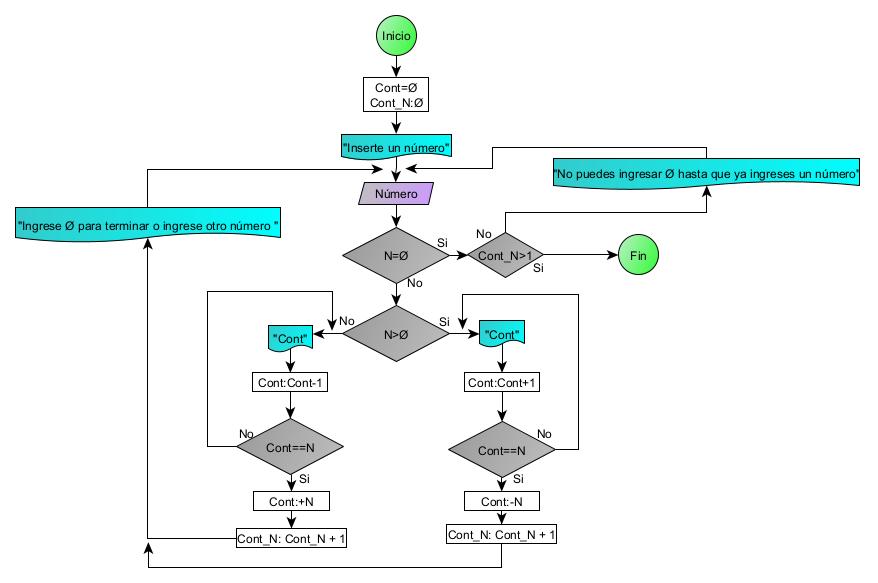 Inicio
Cont=Ø
Cont_N:Ø
"Inserte un número"
"No puedes ingresar Ø hasta que ya ingreses un número"
Número
"Ingrese Ø para terminar o ingrese otro número "
N=Ø
Si
No
Cont_N>1
No
Si
Fin
N>Ø
No
Si
"Cont"
"Cont"
Cont:Cont-1
Cont:Cont+1
Cont==N
No
Si
Cont==N
No
Si
Cont:+N
Cont:-N
Cont_N: Cont_N + 1
Cont_N: Cont_N + 1